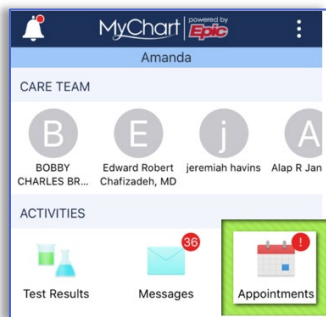 MyChart powered by Epic
Amanda
CARE TEAM
B E j A
BOBBY CHARLES BR...
Edward Robert Chafizadeh, MD
jeremiah havins
Alap R Jan
ACTIVITIES
36
!
Test Results
Messages
Appointments